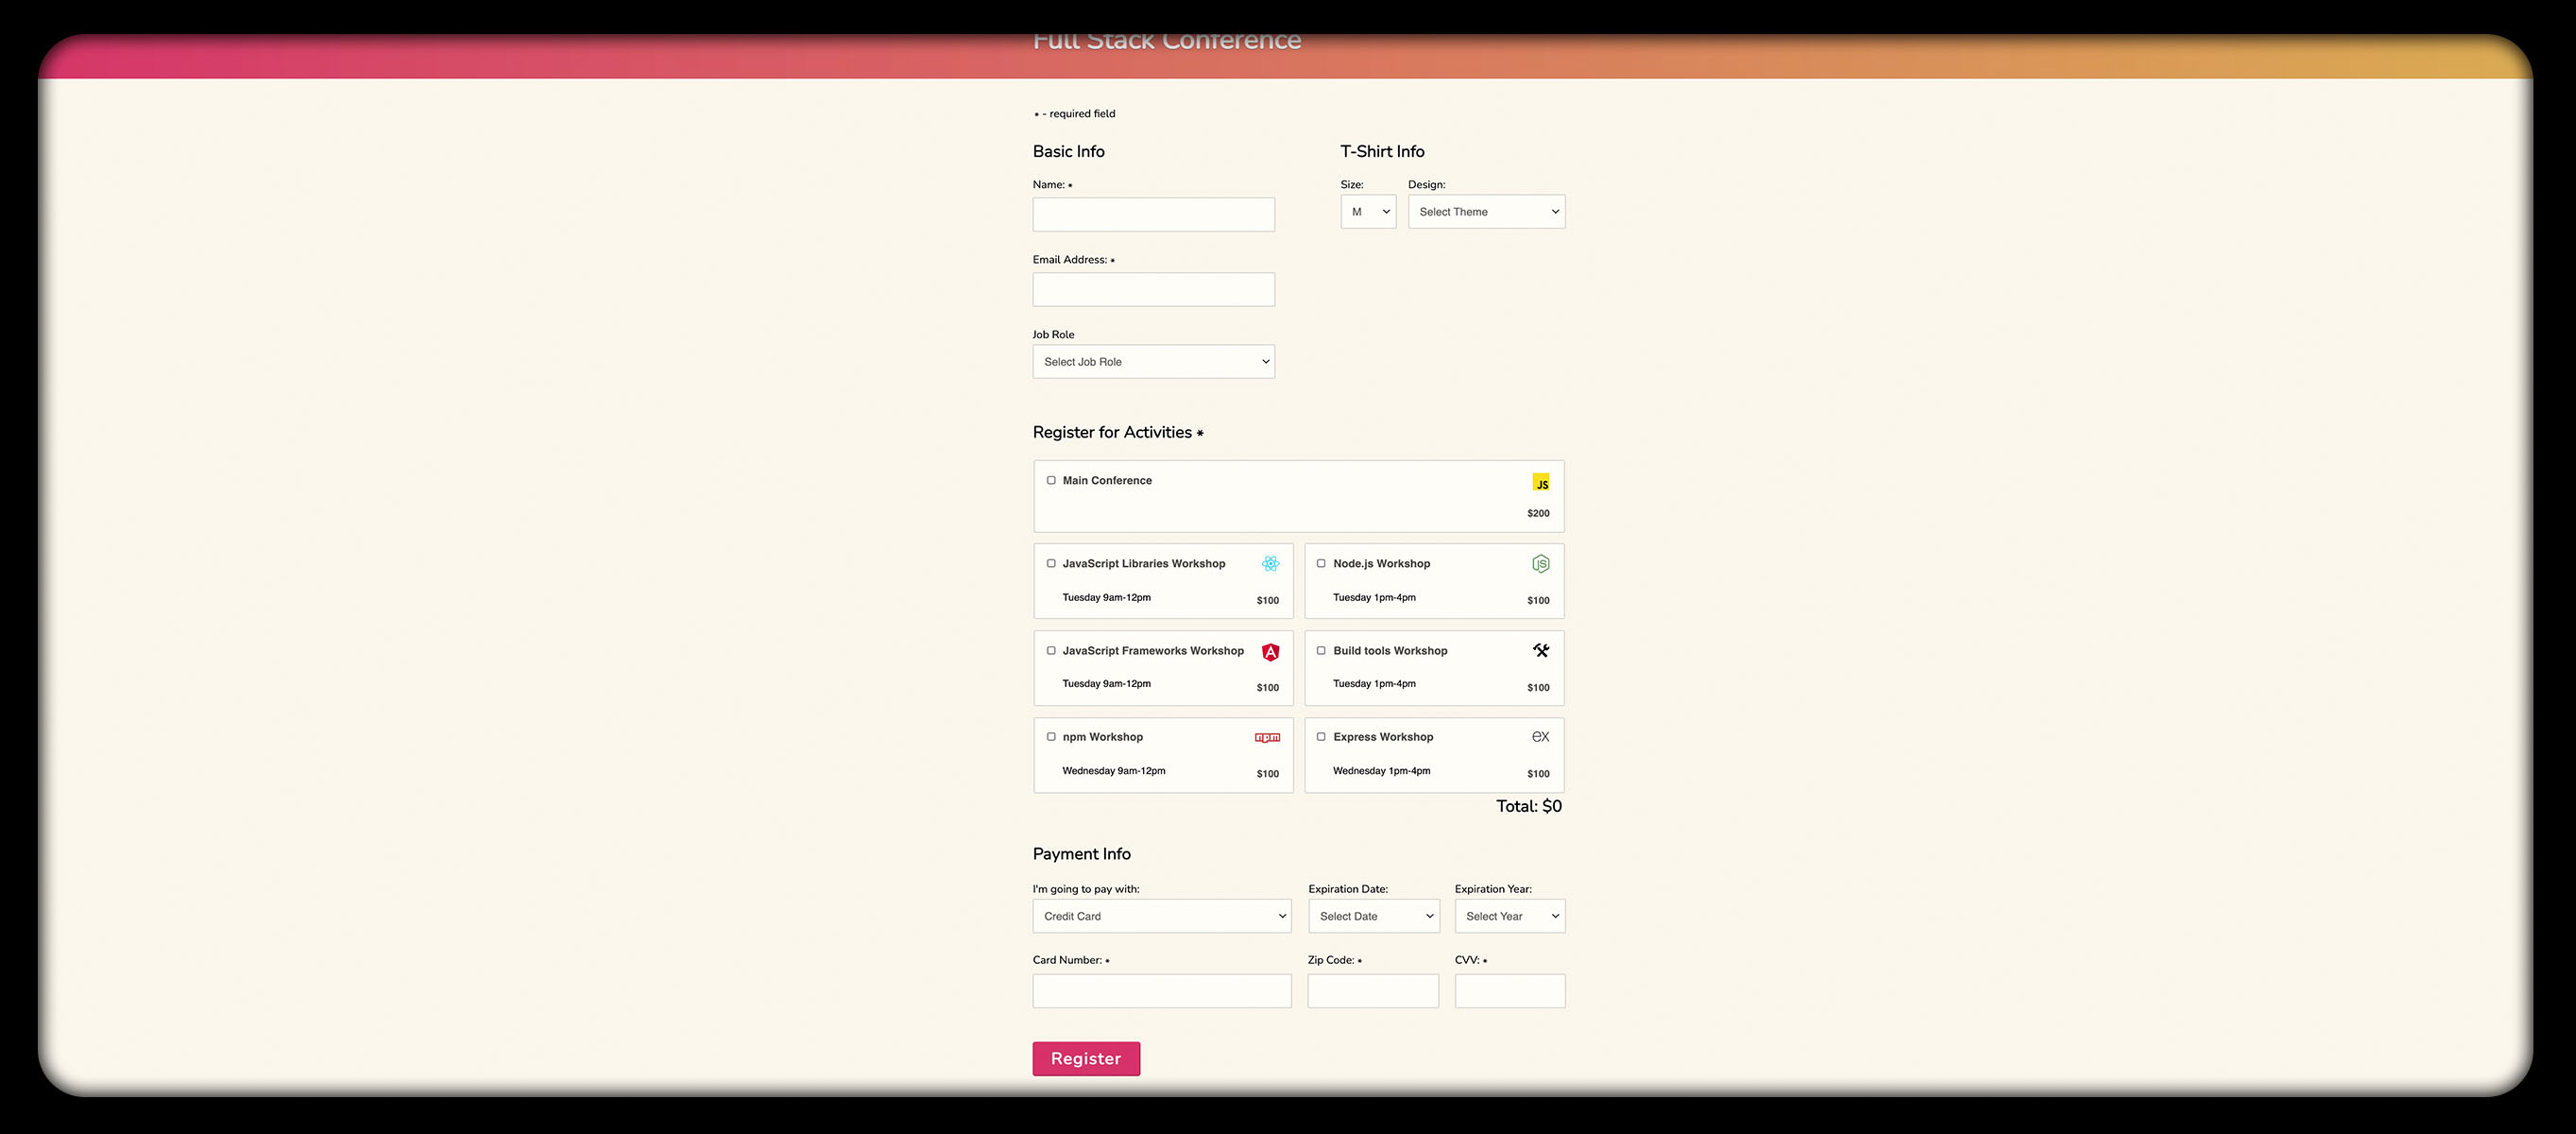 Full Stack Conference
* - required field
Basic Info
Name: *
Email Address: *
Job Role
Select Job Role
T-Shirt Info
Size:
Design:
M
Select Theme
Register for Activities *
Main Conference
JS
$200
JavaScript Libraries Workshop
Tuesday 9am-12pm
$100
Node.js Workshop
JS
Tuesday 1pm-4pm
$100
JavaScript Frameworks Workshop
A
Tuesday 9am-12pm
$100
Build tools Workshop
Tuesday 1pm-4pm
$100
npm Workshop
npm
Wednesday 9am-12pm
$100
Express Workshop
ex
Wednesday 1pm-4pm
$100
Total: $0
Payment Info
I'm going to pay with:
Credit Card
Expiration Date:
Select Date
Expiration Year:
Select Year
Card Number: *
Zip Code: *
CVV: *
Register